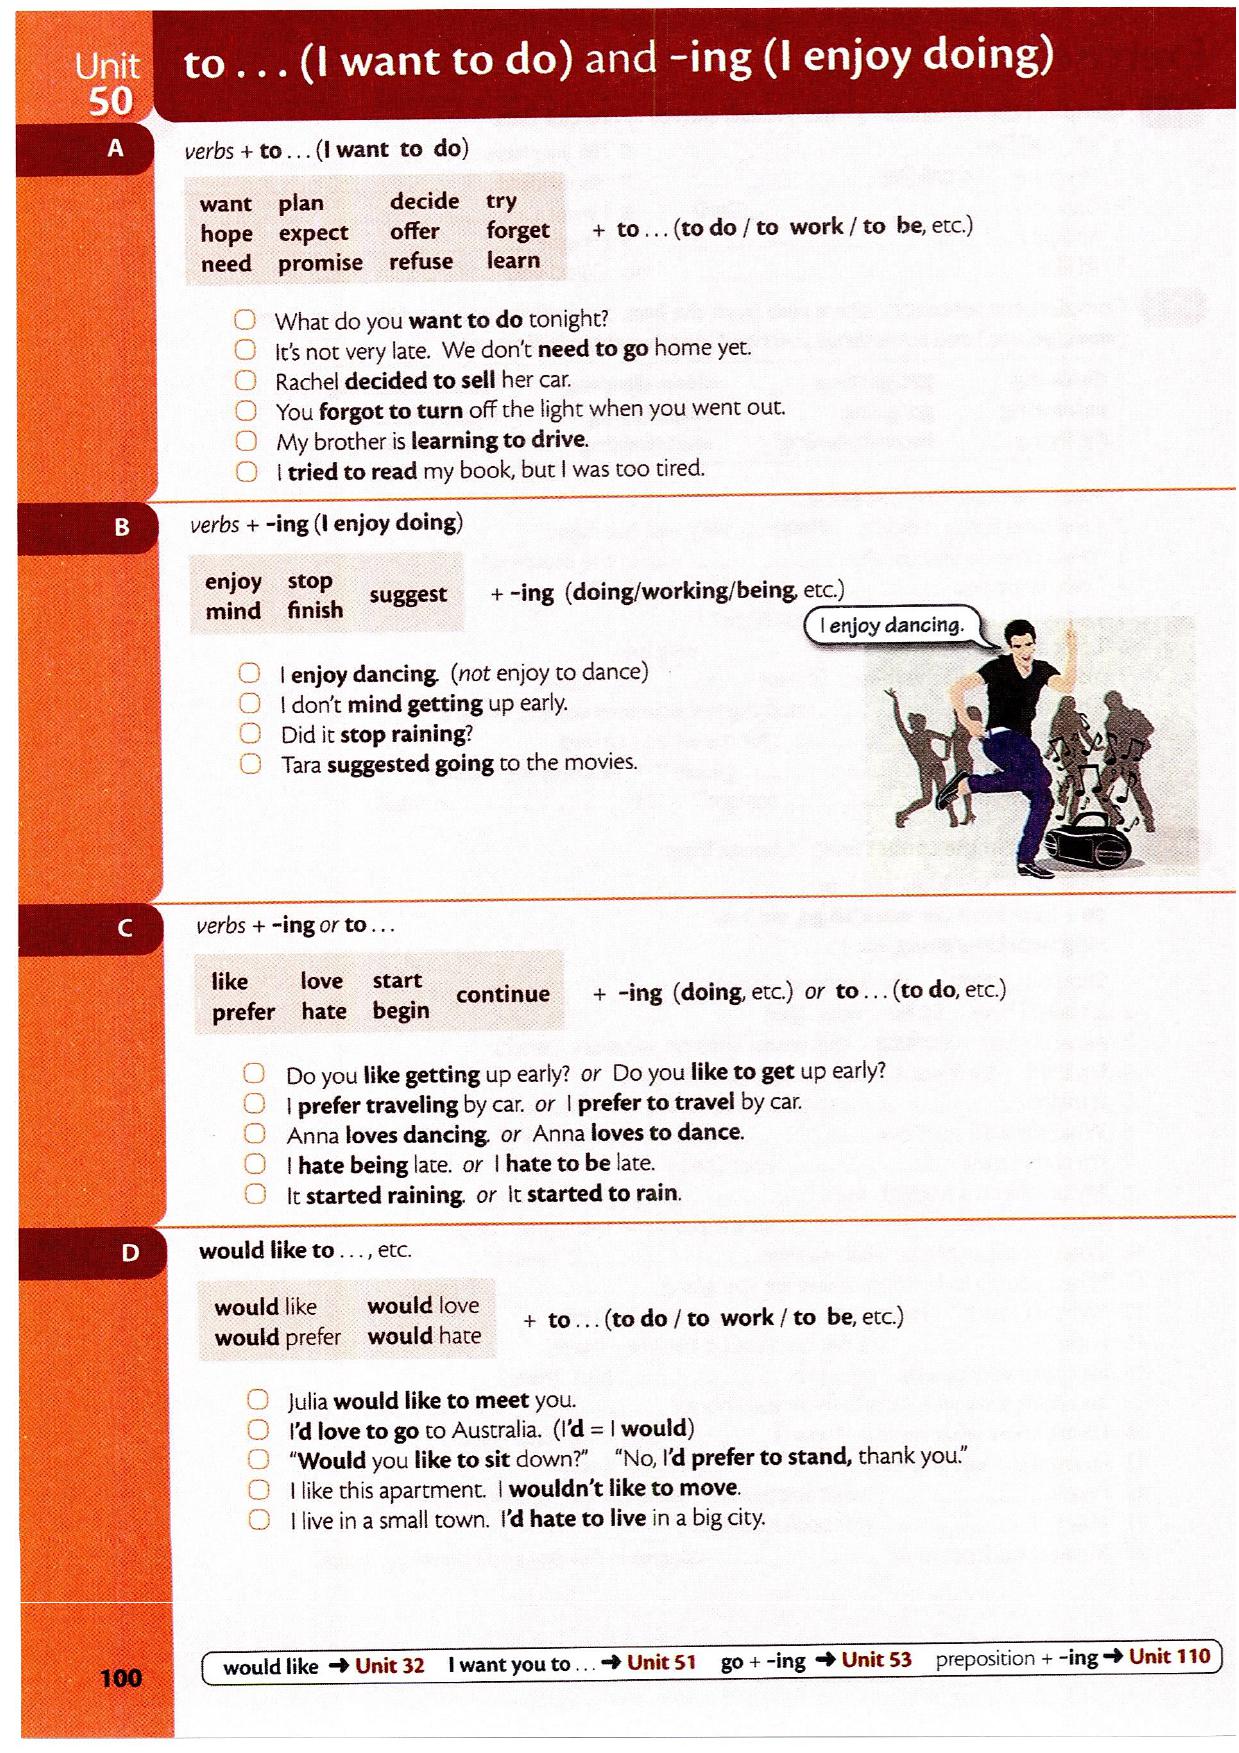 Unit
50
to . . . (I want to do) and -ing (I enjoy doing)
A
verbs + to . . . (I want to do)
want plan decide try
hope expect offer forget
need promise refuse learn
+ to . . . (to do / to work / to be, etc.)
What do you want to do tonight?
It's not very late. We don't need to go home yet.
Rachel decided to sell her car.
You forgot to turn off the light when you went out.
My brother is learning to drive.
I tried to read my book, but I was too tired.
B
verbs + -ing (I enjoy doing)
enjoy stop
mind finish
suggest
+ -ing (doing/working/being, etc.)
I enjoy dancing.
I enjoy dancing. (not enjoy to dance)
I don't mind getting up early.
Did it stop raining?
Tara suggested going to the movies.
C
verbs + -ing or to . . .
like love start
prefer hate begin
continue
+ -ing (doing, etc.) or to . . . (to do, etc.)
Do you like getting up early? or Do you like to get up early?
I prefer traveling by car. or I prefer to travel by car.
Anna loves dancing. or Anna loves to dance.
I hate being late. or I hate to be late.
It started raining. or It started to rain.
D
would like to . . . , etc.
would like would love
would prefer would hate
+ to . . . (to do / to work / to be, etc.)
Julia would like to meet you.
I'd love to go to Australia. (I'd = I would)
"Would you like to sit down?" "No, I'd prefer to stand, thank you."
I like this apartment. I wouldn't like to move.
I live in a small town. I'd hate to live in a big city.
100
would like ➔ Unit 32 I want you to . . . ➔ Unit 51 go + -ing ➔ Unit 53 preposition + -ing ➔ Unit 110